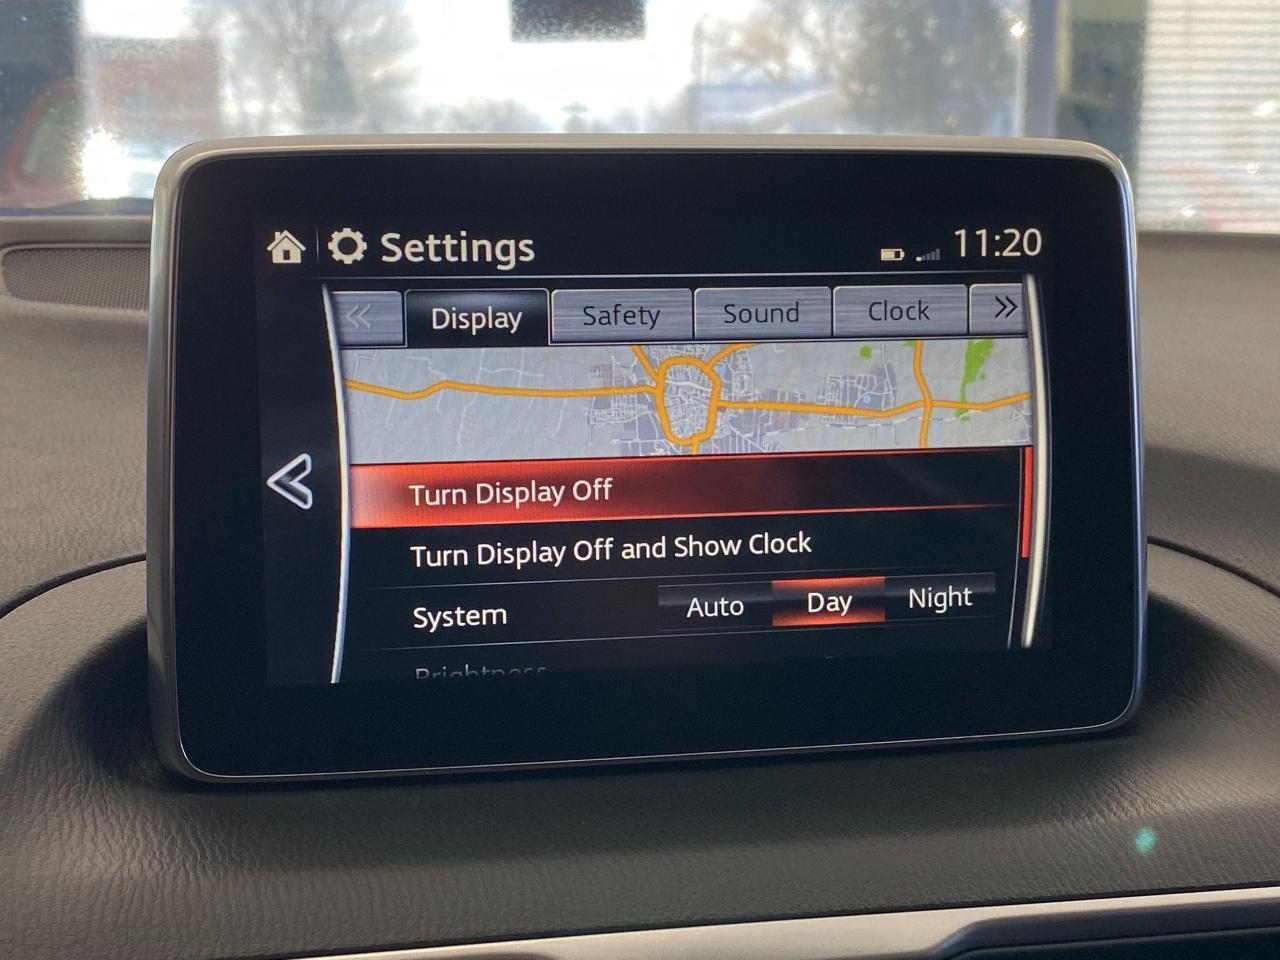 Settings
11:20
Display Safety Sound Clock
Turn Display Off
Turn Display Off and Show Clock
System Auto Day Night
Brightness